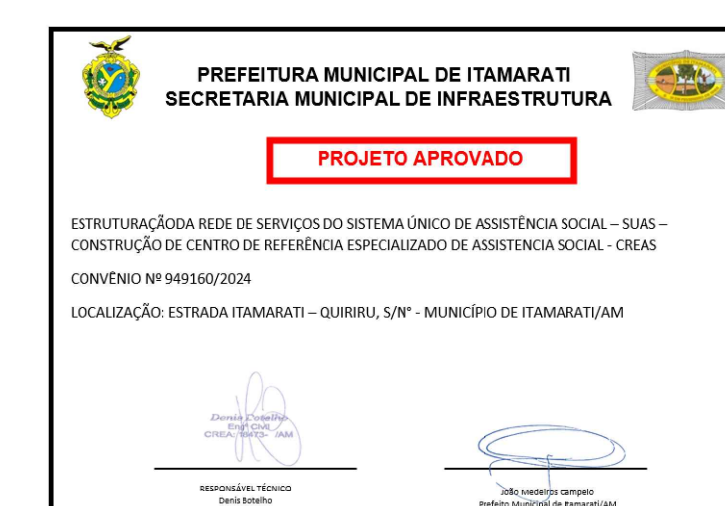 PREFEITURA MUNICIPAL DE ITAMARATI
SECRETARIA MUNICIPAL DE INFRAESTRUTURA
PROJETO APROVADO
ESTRUTURAÇÃODA REDE DE SERVIÇOS DO SISTEMA ÚNICO DE ASSISTÊNCIA SOCIAL – SUAS –
CONSTRUÇÃO DE CENTRO DE REFERÊNCIA ESPECIALIZADO DE ASSISTENCIA SOCIAL - CREAS
CONVÊNIO Nº 949160/2024
LOCALIZAÇÃO: ESTRADA ITAMARATI – QUIRIRU, S/N° - MUNICÍPIO DE ITAMARATI/AM
Denis Botelho
Engº CIVIL
CREA: /AM
RESPONSÁVEL TÉCNICO
Denis Botelho
João Medeiros Campelo
Prefeito Municipal de Itamarati/AM